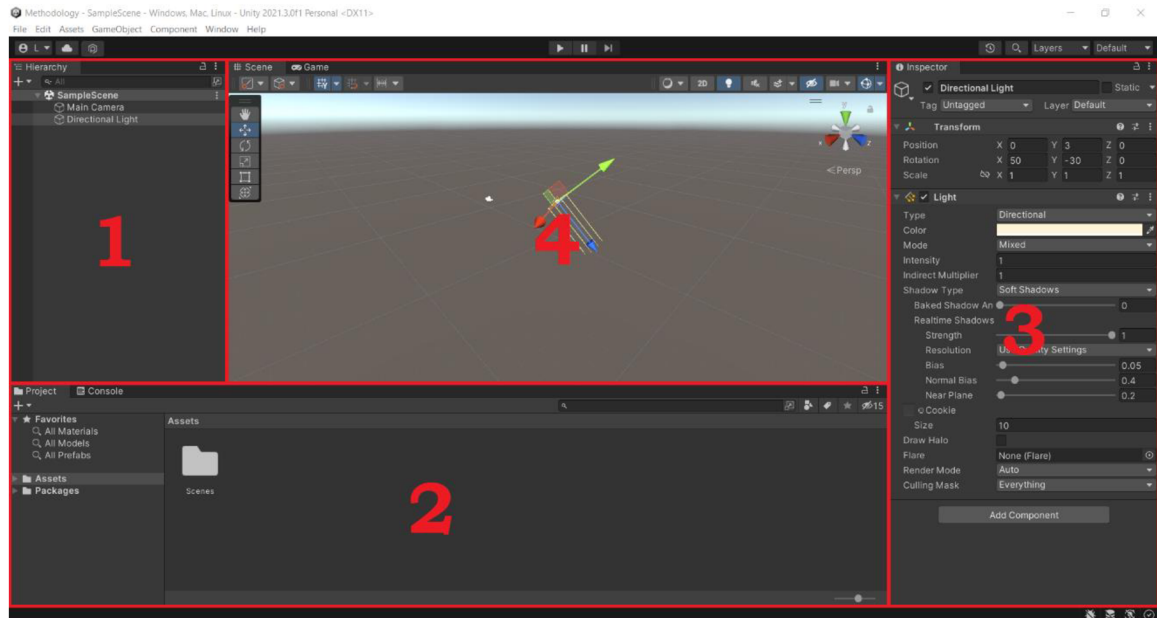 Methodology - SampleScene - Windows, Mac, Linux - Unity 2021.3.0f1 Personal <DX11>
File Edit Assets GameObject Component Window Help
L
Layers Default
Hierarchy
All
SampleScene
Main Camera
Directional Light
1
Scene Game
2D
y
x z
Persp
4
Inspector
Directional Light Static
Tag Untagged Layer Default
Transform
Position X 0 Y 3 Z 0
Rotation X 50 Y -30 Z 0
Scale X 1 Y 1 Z 1
Light
Type Directional
Color
Mode Mixed
Intensity 1
Indirect Multiplier 1
Shadow Type Soft Shadows
Baked Shadow An 0
Realtime Shadows
Strength 1
Resolution Settings
Bias 0.05
Normal Bias 0.4
Near Plane 0.2
Cookie
Size 10
Draw Halo
Flare None (Flare)
Render Mode Auto
Culling Mask Everything
Add Component
3
Project Console
15
Favorites
All Materials
All Models
All Prefabs
Assets
Packages
Assets
Scenes
2